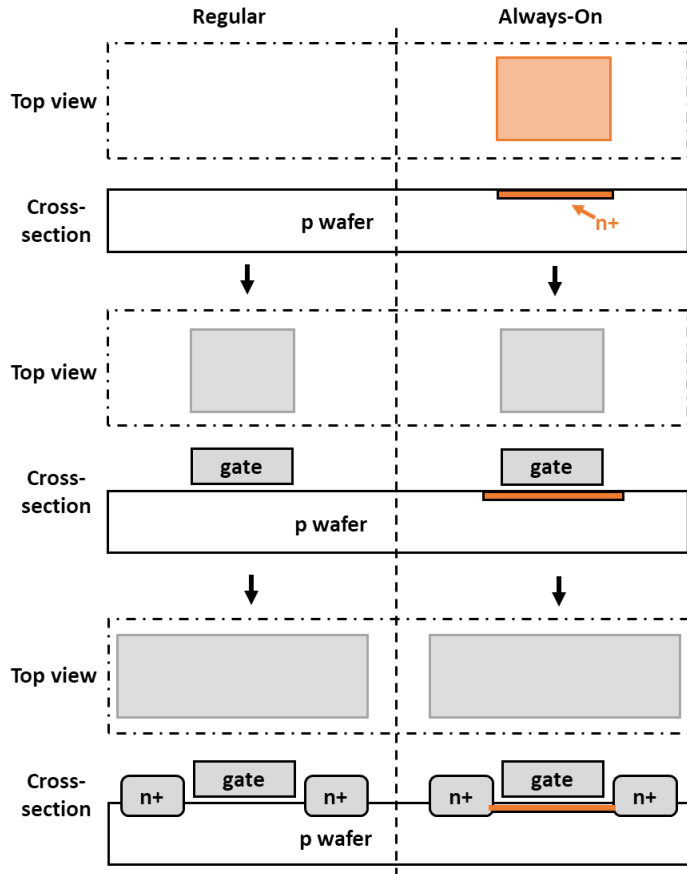 Regular Always-On
Top view
Cross-
section
p wafer
n+
Top view
Cross-
section
gate gate
p wafer
Top view
Cross-
section
n+ gate n+ n+ gate n+
p wafer